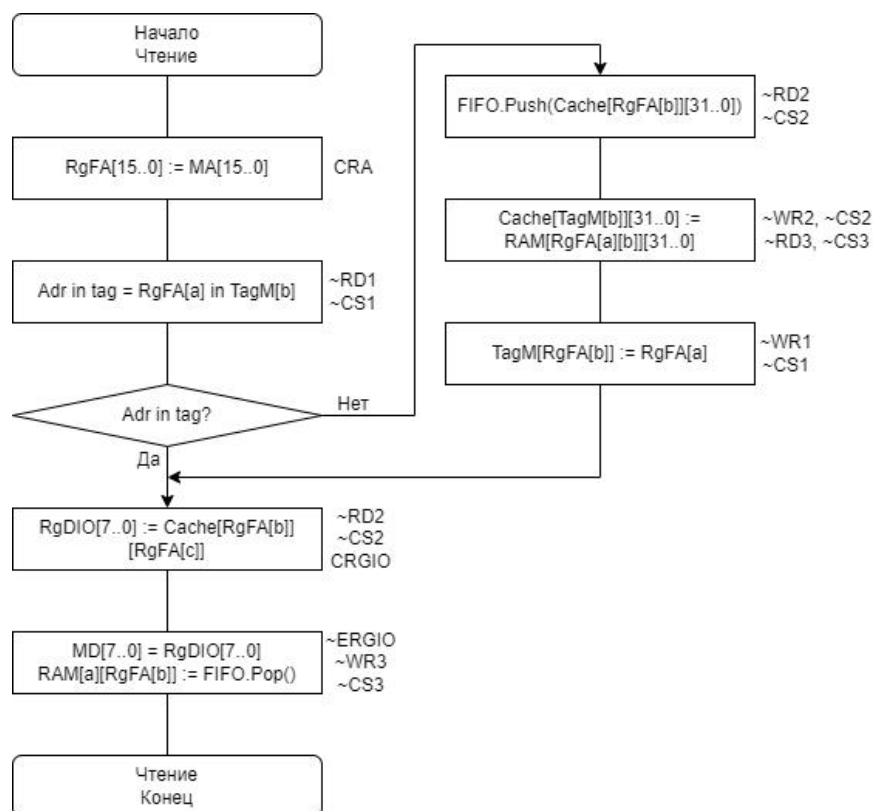 Начало
Чтение
RgFA[15..0] := MA[15..0]
CRA
Adr in tag = RgFA[a] in TagM[b]
~RD1
~CS1
Adr in tag?
Нет
Да
FIFO.Push(Cache[RgFA[b]][31..0])
~RD2
~CS2
Cache[TagM[b]][31..0] :=
RAM[RgFA[a][b]][31..0]
~WR2, ~CS2
~RD3, ~CS3
TagM[RgFA[b]] := RgFA[a]
~WR1
~CS1
RgDIO[7..0] := Cache[RgFA[b]]
[RgFA[c]]
~RD2
~CS2
CRGIO
MD[7..0] = RgDIO[7..0]
RAM[a][RgFA[b]] := FIFO.Pop()
~ERGIO
~WR3
~CS3
Чтение
Конец